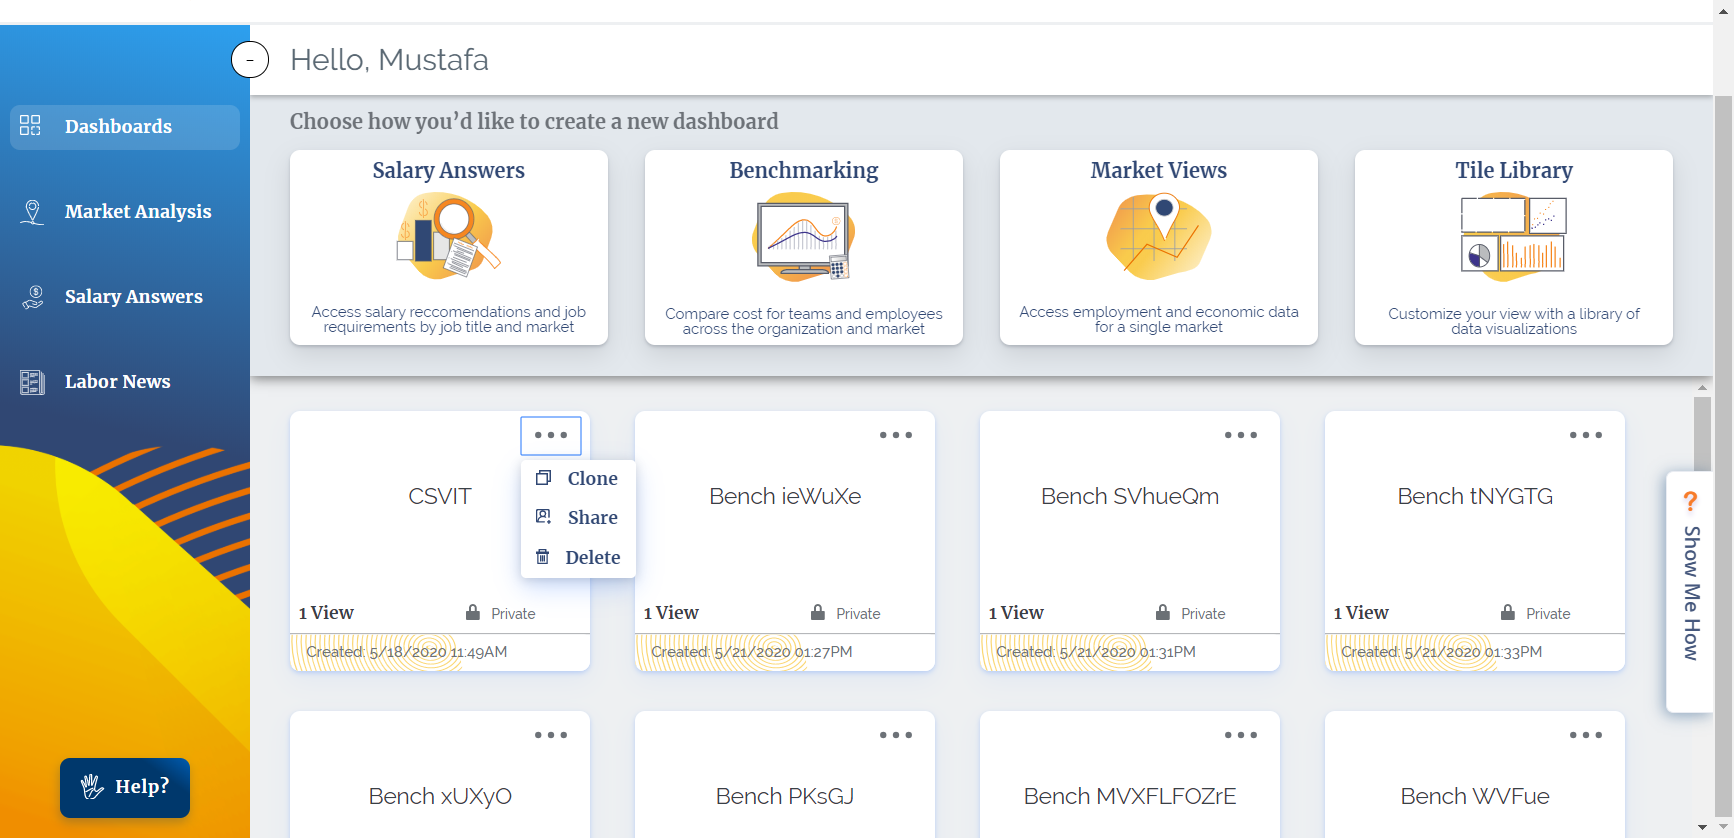 Hello, Mustafa
Dashboards
Market Analysis
Salary Answers
Labor News
Help?
Choose how you’d like to create a new dashboard
Salary Answers
Access salary reccomendations and job
requirements by job title and market
Benchmarking
Compare cost for teams and employees
across the organization and market
Market Views
Access employment and economic data
for a single market
Tile Library
Customize your view with a library of
data visualizations
CSVIT
Clone
Share
Delete
1 View
Private
Created: 5/18/2020 11:49AM
Bench ieWuXe
1 View
Private
Created: 5/21/2020 01:27PM
Bench SVhueQm
1 View
Private
Created: 5/21/2020 01:31PM
Bench tNYGTG
1 View
Private
Created: 5/21/2020 01:33PM
Bench xUXyO
Bench PKsGJ
Bench MVXFLFOZrE
Bench WVFue
? Show Me How